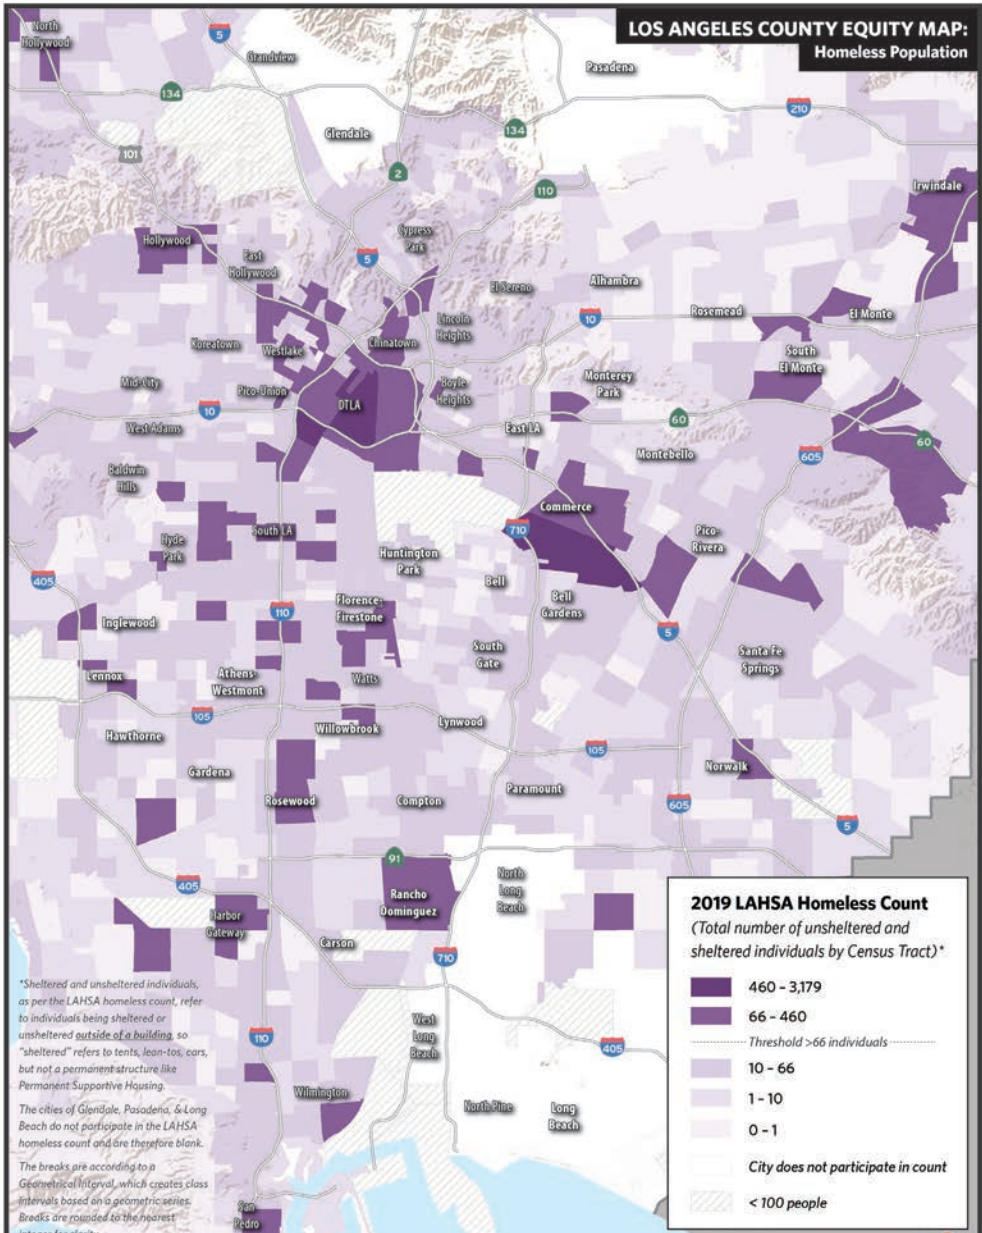 LOS ANGELES COUNTY EQUITY MAP:
Homeless Population
North
Hollywood
5
Grandview
Pasadena
134
210
Glendale
134
101
2
110
Irwindale
Hollywood
Cypress
Park
East
Hollywood
5
El Sereno
Alhambra
Rosemead
El Monte
10
Lincoln
Heights
Chinatown
Koreatown
Westlake
South
El Monte
Mid-City
Pico-Union
DTLA
Boyle
Heights
Monterey
Park
10
West Adams
East LA
60
60
Montebello
605
Baldwin
Hills
Commerce
South LA
710
Pico-
Rivera
Hyde
Park
Huntington
Park
405
Bell
Bell
Gardens
Florence-
Firestone
110
Inglewood
5
South
Gate
Santa Fe
Springs
Lennox
Athens-
Westmont
Watts
105
Willowbrook
Lynwood
Hawthorne
105
Gardena
Norwalk
Rosewood
Compton
Paramount
605
5
91
405
Rancho
Dominguez
North
Long
Beach
Harbor
Gateway
Carson
710
West
Long
Beach
110
405
Wilmington
North Pine
Long
Beach
San
Pedro
*Sheltered and unsheltered individuals,
as per the LAHSA homeless count, refer
to individuals being sheltered or
unsheltered outside of a building, so
"sheltered" refers to tents, lean-tos, cars,
but not a permanent structure like
Permanent Supportive Housing.
The cities of Glendale, Pasadena, & Long
Beach do not participate in the LAHSA
homeless count and are therefore blank.
The breaks are according to a
Geometrical Interval, which creates class
intervals based on a geometric series.
Breaks are rounded to the nearest
integer for clarity.
2019 LAHSA Homeless Count
(Total number of unsheltered and
sheltered individuals by Census Tract)*
460 - 3,179
66 - 460
Threshold >66 individuals
10 - 66
1 - 10
0 - 1
City does not participate in count
< 100 people